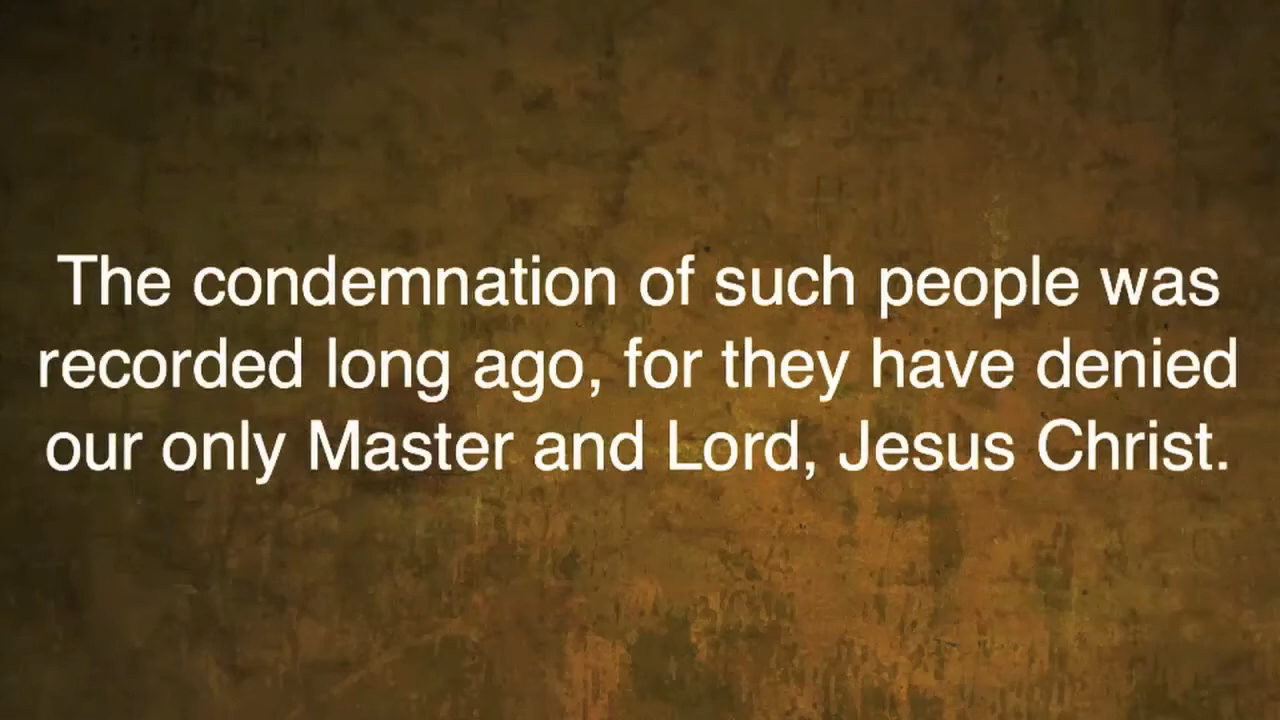 The condemnation of such people was
recorded long ago, for they have denied
our only Master and Lord, Jesus Christ.